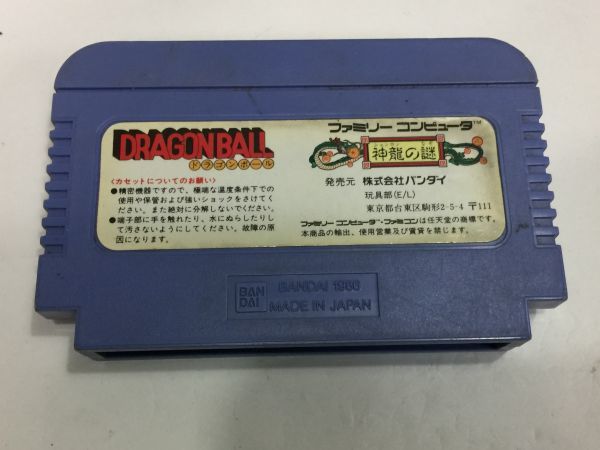 DRAGON BALL
ドラゴンボール
〈カセットについてのお願い〉
●精密機器ですので、極端な温度条件下での
使用や保管および強いショックをさけてく
ださい。また絶対に分解しないでください。
●端子部に手を触れたり、水にぬらしたりし
て汚さないようにしてください。故障の原
因になります。
ファミリー コンピュータ™
神龍の謎
発売元 株式会社バンダイ
玩具部(E/L)
東京都台東区駒形2-5-4 〒111
ファミリーコンピュータ・ファミコンは任天堂の商標です。
本商品の輸出、使用営業及び賃貸を禁じます。
BAN
DAI
BANDAI 1986
MADE IN JAPAN